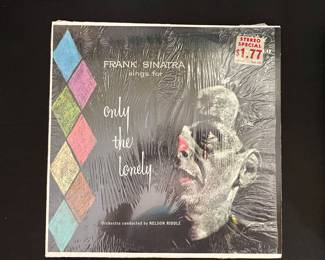 FRANK SINATRA
sings for
only
the
lonely
STEREO
SPECIAL
$1.77
Orchestra conducted by NELSON RIDDLE